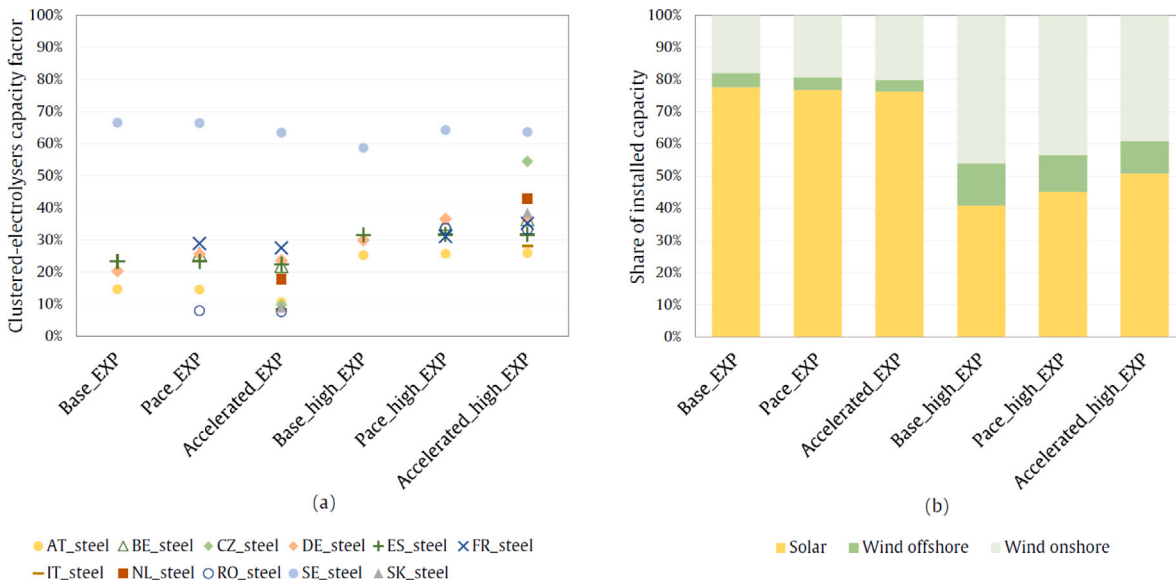 Clustered-electrolysers capacity factor
100%
90%
80%
70%
60%
50%
40%
30%
20%
10%
0%
Base_EXP
Pace_EXP
Accelerated_EXP
Base_high_EXP
Pace_high_EXP
Accelerated_high_EXP
(a)
AT_steel BE_steel CZ_steel DE_steel ES_steel FR_steel
IT_steel NL_steel RO_steel SE_steel SK_steel
Share of installed capacity
100%
90%
80%
70%
60%
50%
40%
30%
20%
10%
0%
Base_EXP
Pace_EXP
Accelerated_EXP
Base_high_EXP
Pace_high_EXP
Accelerated_high_EXP
(b)
Solar Wind offshore Wind onshore